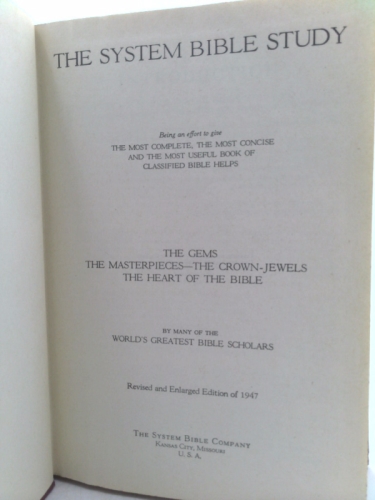 THE SYSTEM BIBLE STUDY
Being an effort to give
THE MOST COMPLETE, THE MOST CONCISE
AND THE MOST USEFUL BOOK OF
CLASSIFIED BIBLE HELPS
THE GEMS
THE MASTERPIECES—THE CROWN-JEWELS
THE HEART OF THE BIBLE
BY MANY OF THE
WORLD'S GREATEST BIBLE SCHOLARS
Revised and Enlarged Edition of 1947
THE SYSTEM BIBLE COMPANY
KANSAS CITY, MISSOURI
U. S. A.